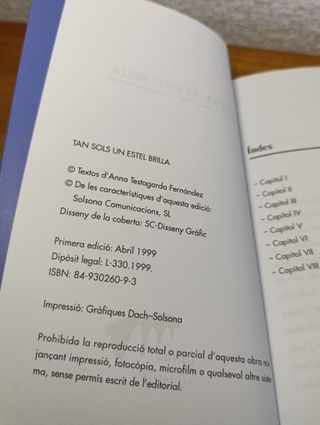 TAN SOLS UN ESTEL BRILLA
© Textos d'Anna Testagorda Fernández
© De les característiques d'aquesta edició:
Solsona Comunicacions, SL
Disseny de la coberta: SC-Disseny Gràfic
Primera edició: Abril 1999
Dipòsit legal: L-330.1999.
ISBN: 84-930260-9-3
Impressió: Gràfiques Dach-Solsona
Prohibida la reproducció total o parcial d'aquesta obra
jançant impressió, fotocòpia, microfilm o qualsevol altre
ma, sense permís escrit de l'editorial.
Índex
– Capítol I
– Capítol II
– Capítol III
– Capítol IV
– Capítol V
– Capítol VI
– Capítol VII
– Capítol VIII